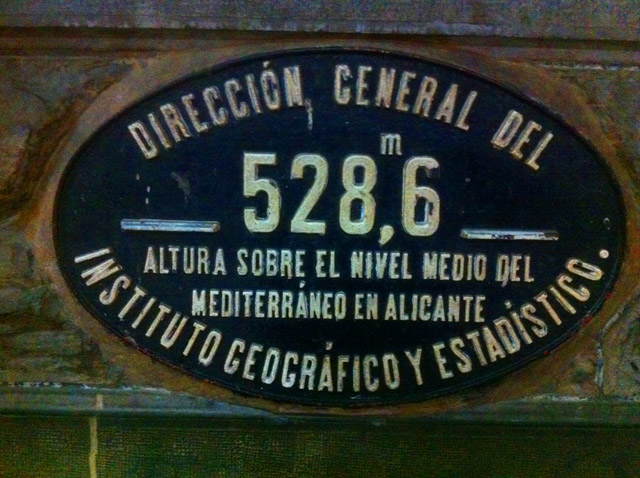 DIRECCIÓN, GENERAL DEL
528,6 m
ALTURA SOBRE EL NIVEL MEDIO DEL
MEDITERRÁNEO EN ALICANTE
INSTITUTO GEOGRÁFICO Y ESTADÍSTICO.